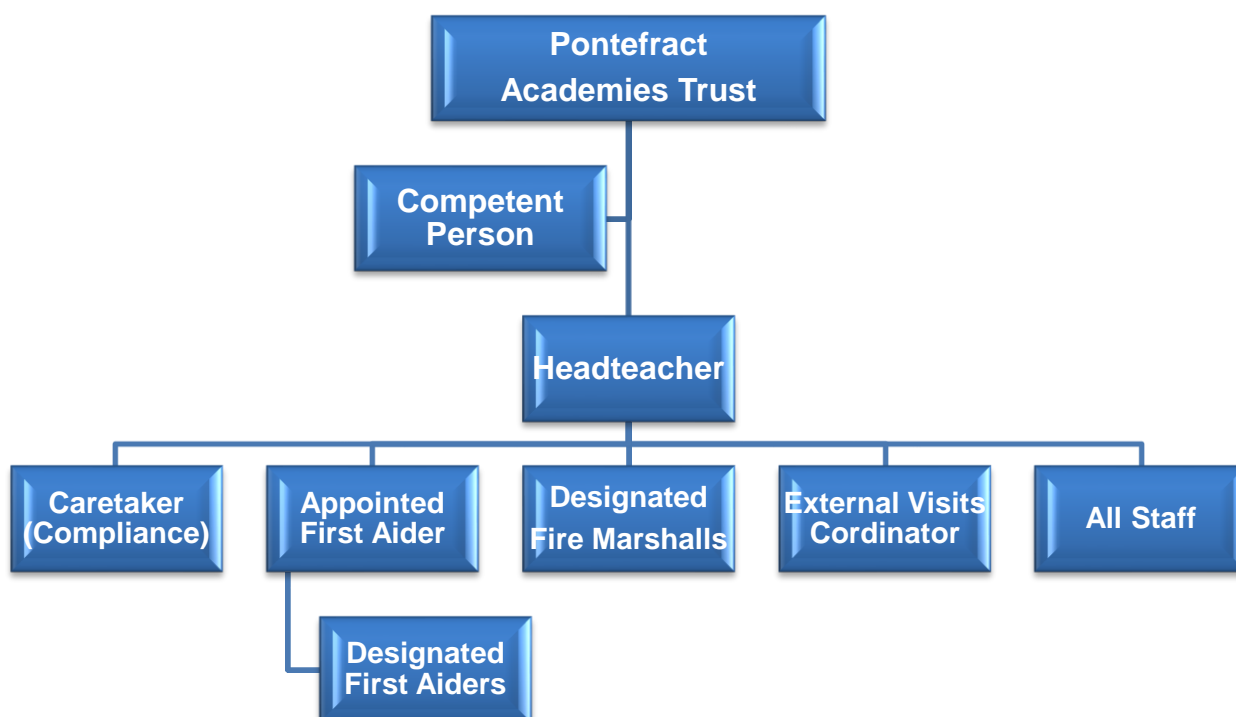 Pontefract
Academies Trust
Competent
Person
Headteacher
Caretaker
(Compliance)
Appointed
First Aider
Designated
Fire Marshalls
External Visits
Cordinator
All Staff
Designated
First Aiders